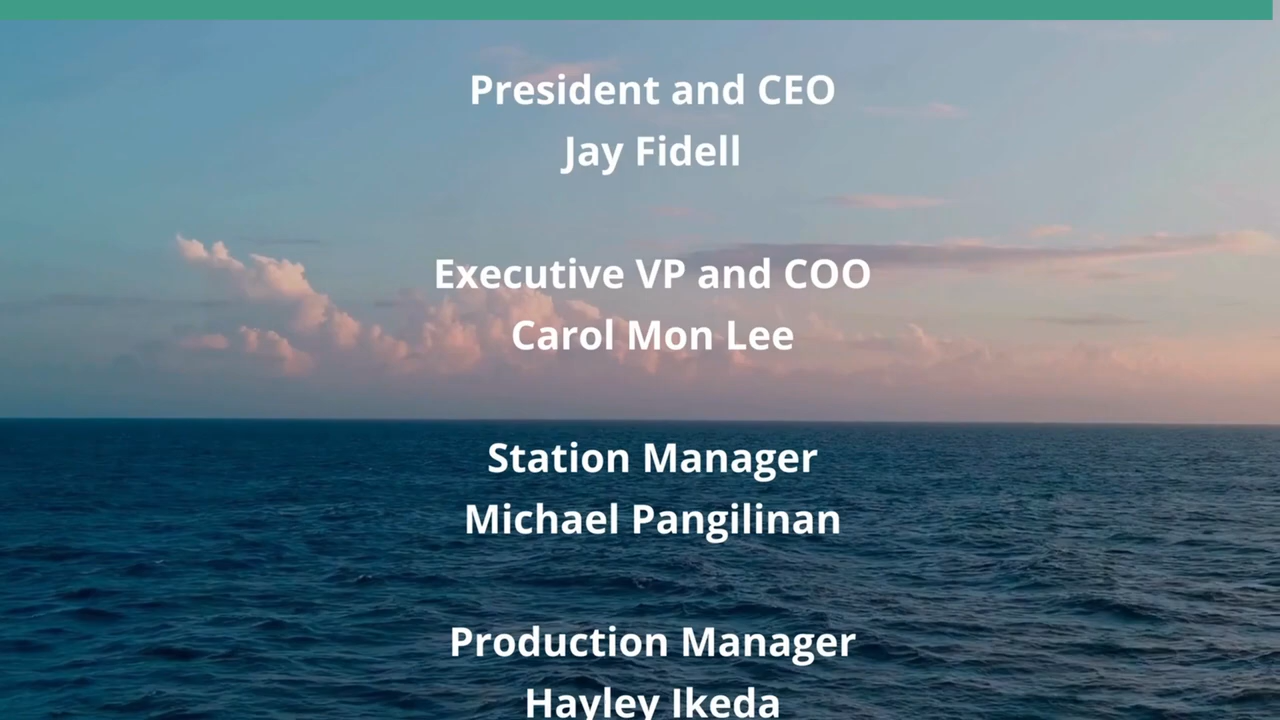 President and CEO
Jay Fidell
Executive VP and COO
Carol Mon Lee
Station Manager
Michael Pangilinan
Production Manager
Hayley Ikeda